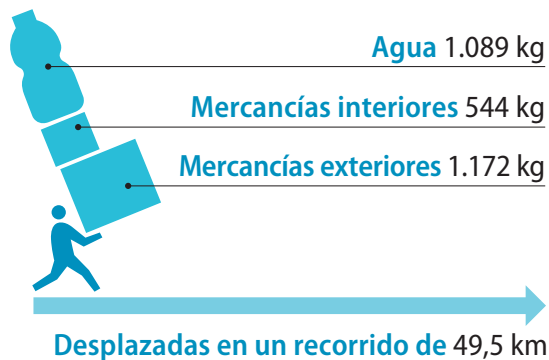 Agua 1.089 kg
Mercancías interiores 544 kg
Mercancías exteriores 1.172 kg
Desplazadas en un recorrido de 49,5 km